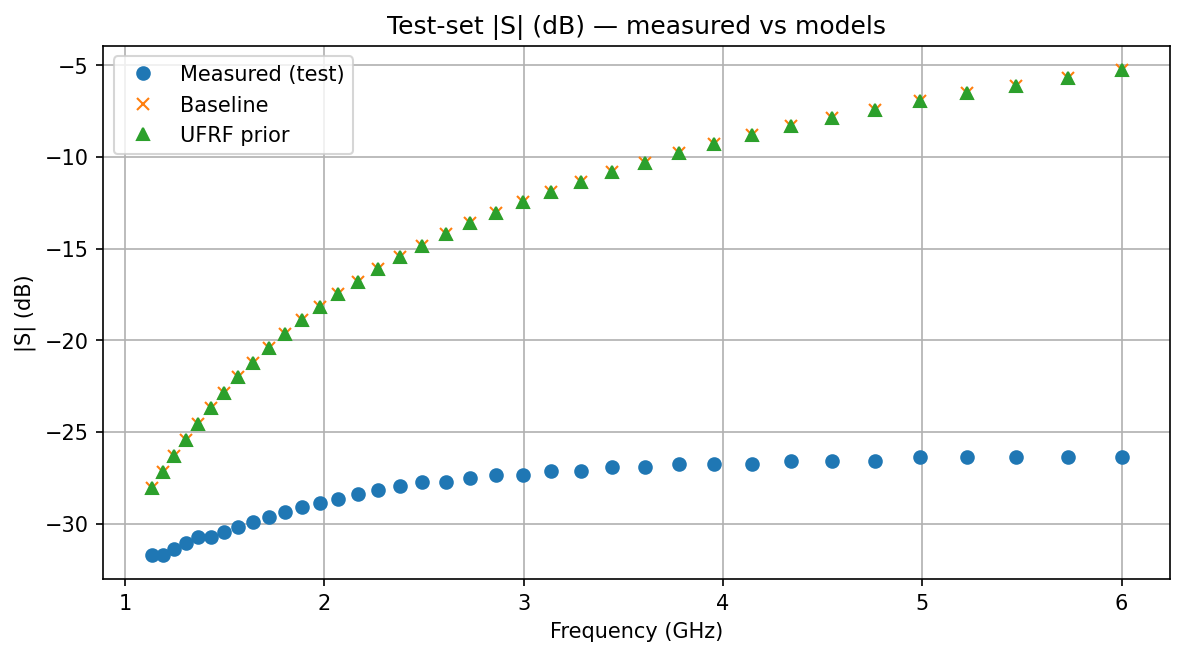 Test-set |S| (dB) — measured vs models
Measured (test)
Baseline
UFRF prior
−5
−10
−15
−20
−25
−30
|S| (dB)
1 2 3 4 5 6
Frequency (GHz)